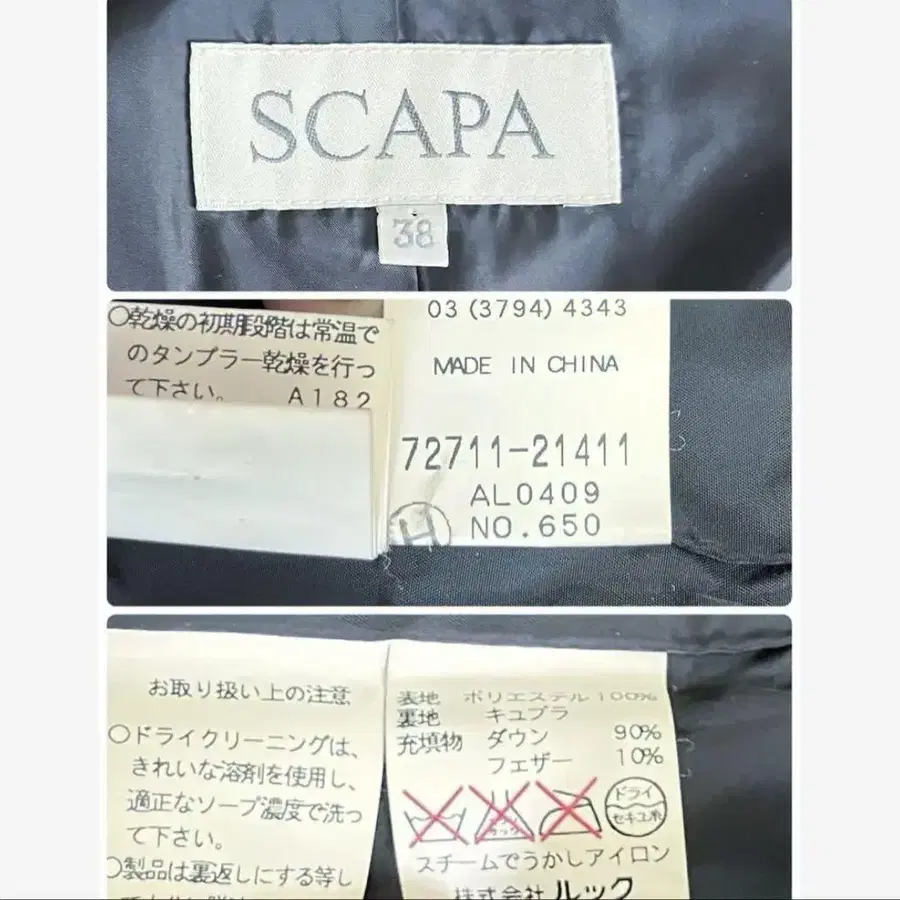 SCAPA
38
○乾燥の初期段階は常温で
のタンブラー乾燥を行っ
て下さい。 A182
03 (3794) 4343
MADE IN CHINA
72711-21411
AL0409
H NO.650
お取り扱い上の注意
○ドライクリーニングは、
きれいな溶剤を使用し、
適正なソープ濃度で洗っ
て下さい。
○製品は裏返しにする等し
表地 ポリエステル 100%
裏地 キュプラ
充填物 ダウン 90%
フェザー 10%
ドライ
セキユ系
スチームでうかしアイロン
株式会社 ルック